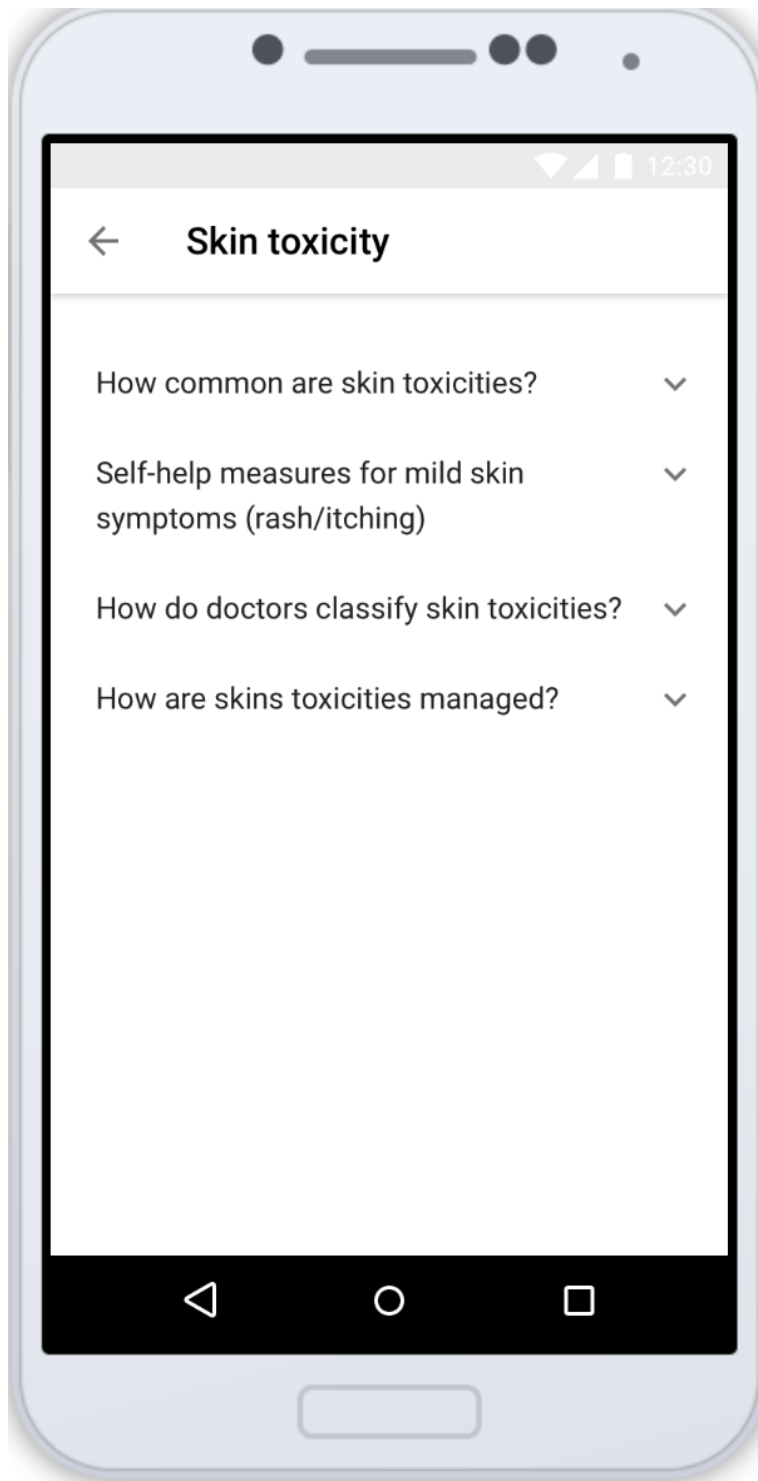 12:30
Skin toxicity
How common are skin toxicities?
Self-help measures for mild skin
symptoms (rash/itching)
How do doctors classify skin toxicities?
How are skins toxicities managed?